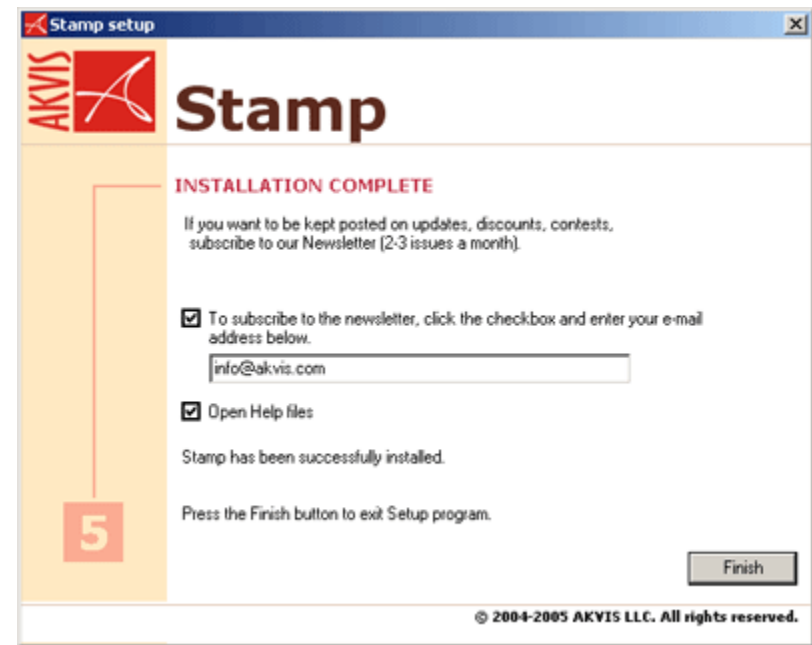 Stamp setup
AKVIS
Stamp
INSTALLATION COMPLETE
If you want to be kept posted on updates, discounts, contests,
subscribe to our Newsletter (2-3 issues a month).
To subscribe to the newsletter, click the checkbox and enter your e-mail
address below.
info@akvis.com
Open Help files
Stamp has been successfully installed.
Press the Finish button to exit Setup program.
5
Finish
© 2004-2005 AKVIS LLC. All rights reserved.